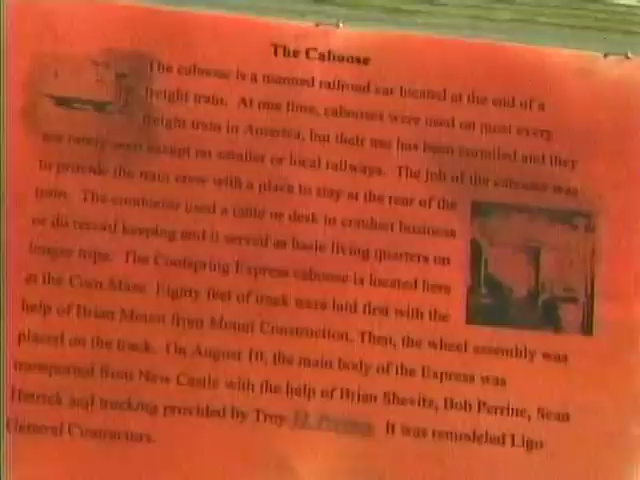 The Caboose
The caboose is a manned railroad car located at the end of a
freight train. At one time, cabooses were used on most every
freight train in America, but their use has been curtailed and they
are rarely seen except on smaller or local railways. The job of the caboose was
to provide the train crew with a place to stay at the rear of the
train. The conductor used a table or desk to conduct business
or do record keeping and it served as basic living quarters on
longer trips. The Coolspring Express caboose is located here
at the Corn Maze. Eighty feet of track were laid first with the
help of Brian Mount from Mount Construction. Then, the wheel assembly was
placed on the track. On August 10, the main body of the Express was
transported from New Castle with the help of Brian Shevitz, Bob Perrine, Sean
and trucking provided by Troy It was remodeled
General Contractors.